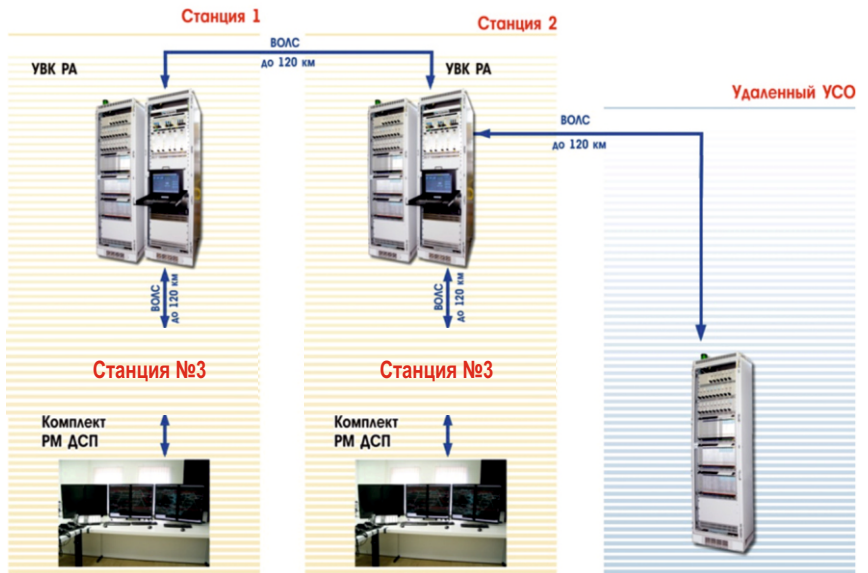 Станция 1
Станция 2
ВОЛС
до 120 км
УВК РА
УВК РА
Удаленный УСО
ВОЛС
до 120 км
ВОЛС
до 120 км
ВОЛС
до 120 км
Станция №3
Станция №3
Комплект
РМ ДСП
Комплект
РМ ДСП